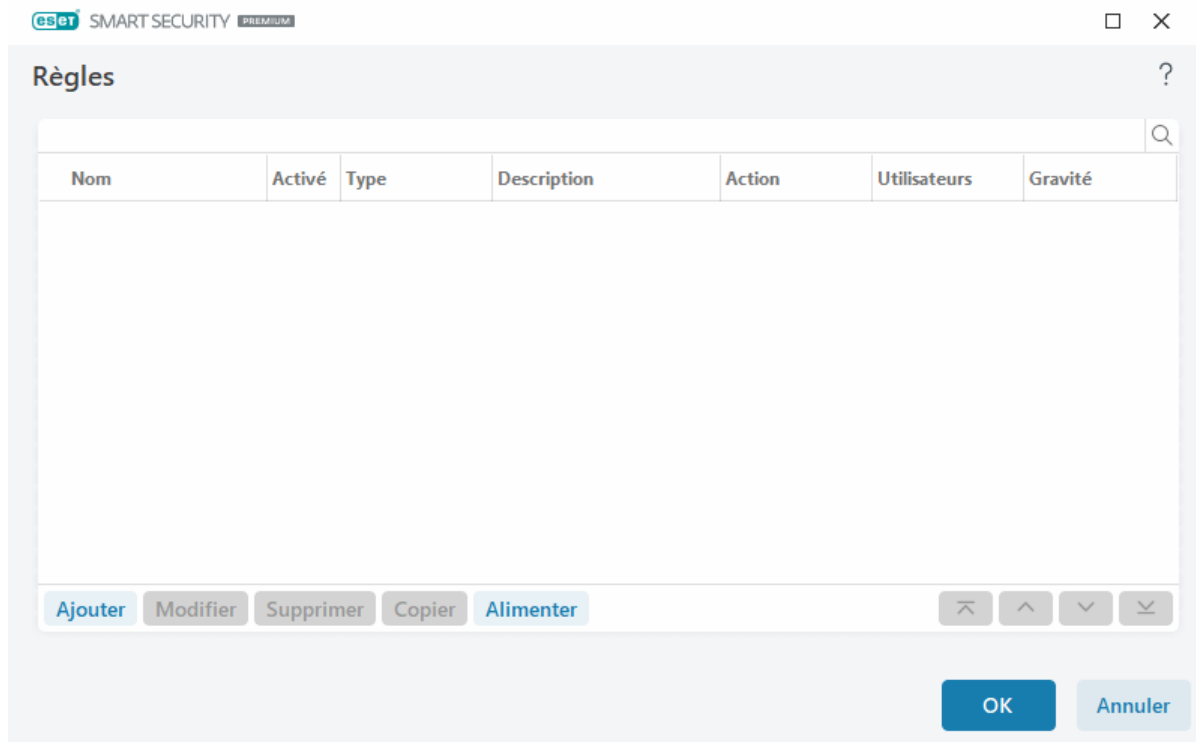 eset SMART SECURITY PREMIUM
Règles
?
Nom Activé Type Description Action Utilisateurs Gravité
Ajouter Modifier Supprimer Copier Alimenter
OK Annuler